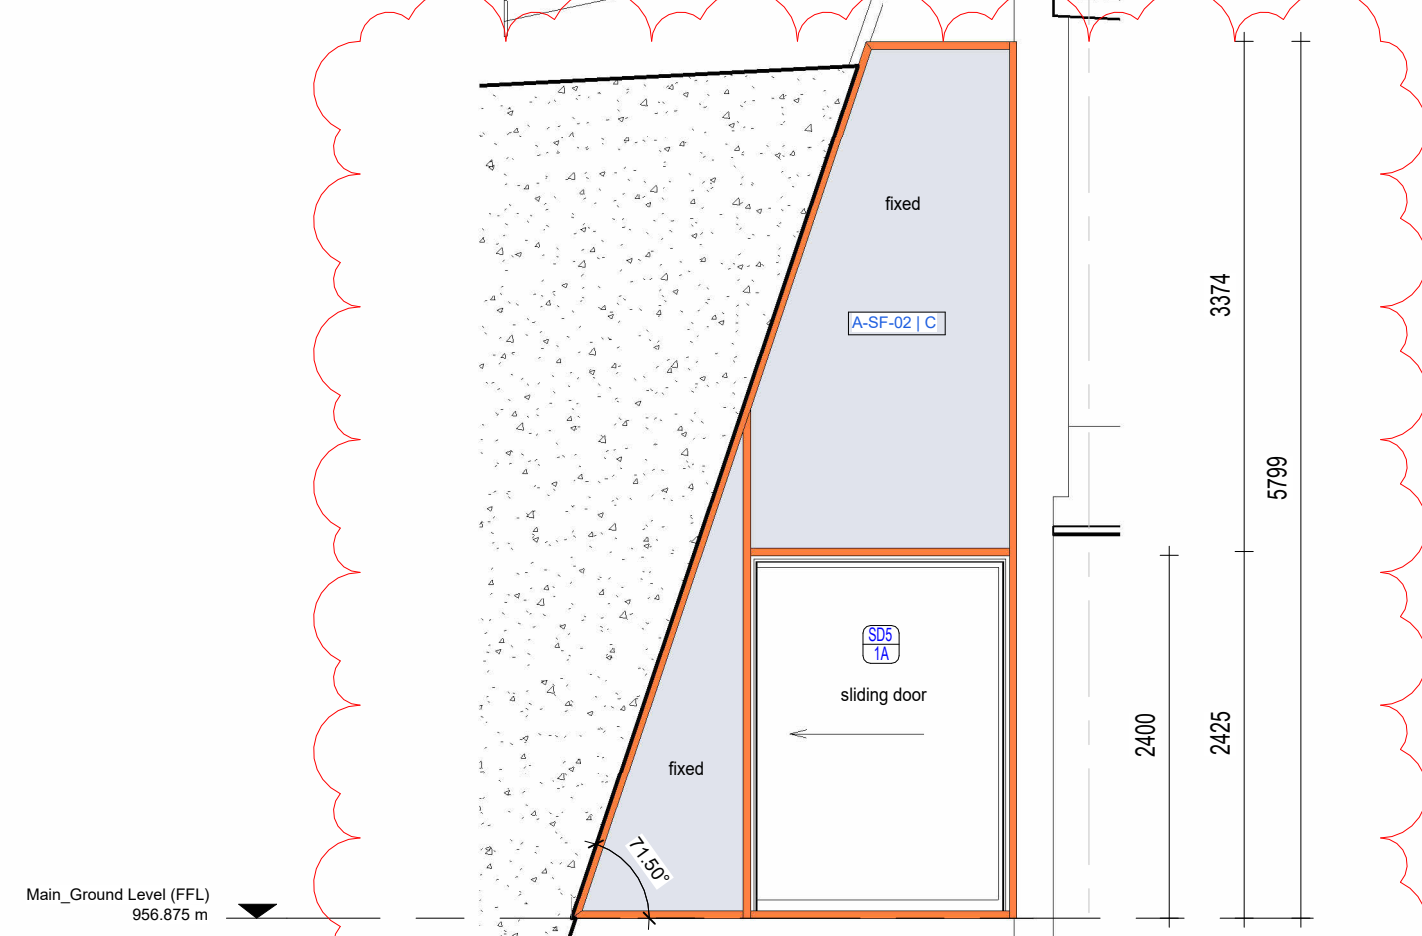 fixed
A-SF-02 | C
3374
5799
SD5
1A
sliding door
2400
2425
fixed
71.50°
Main_Ground Level (FFL)
956.875 m